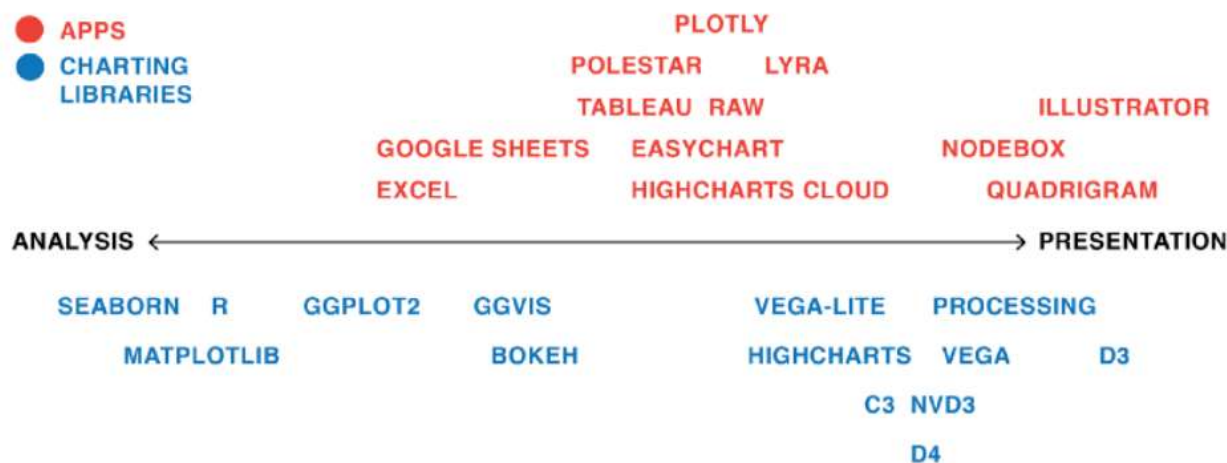 APPS
CHARTING
LIBRARIES
PLOTLY
POLESTAR LYRA
TABLEAU RAW ILLUSTRATOR
GOOGLE SHEETS EASYCHART NODEBOX
EXCEL HIGHCHARTS CLOUD QUADRIGRAM
ANALYSIS PRESENTATION
SEABORN R GGPLOT2 GGVIS VEGA-LITE PROCESSING
MATPLOTLIB BOKEH HIGHCHARTS VEGA D3
C3 NVD3
D4